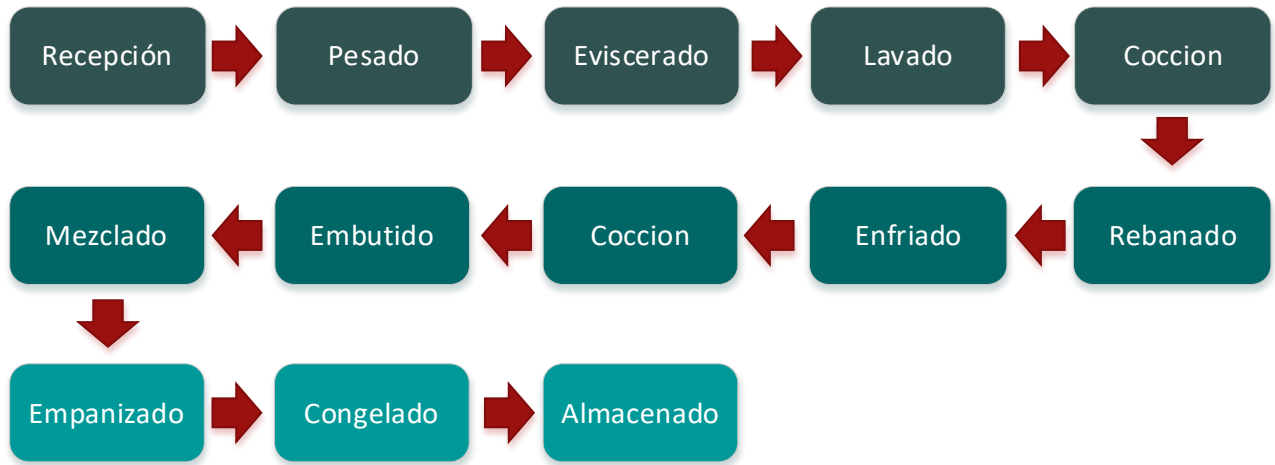 Recepción
Pesado
Eviscerado
Lavado
Coccion
Rebanado
Enfriado
Coccion
Embutido
Mezclado
Empanizado
Congelado
Almacenado